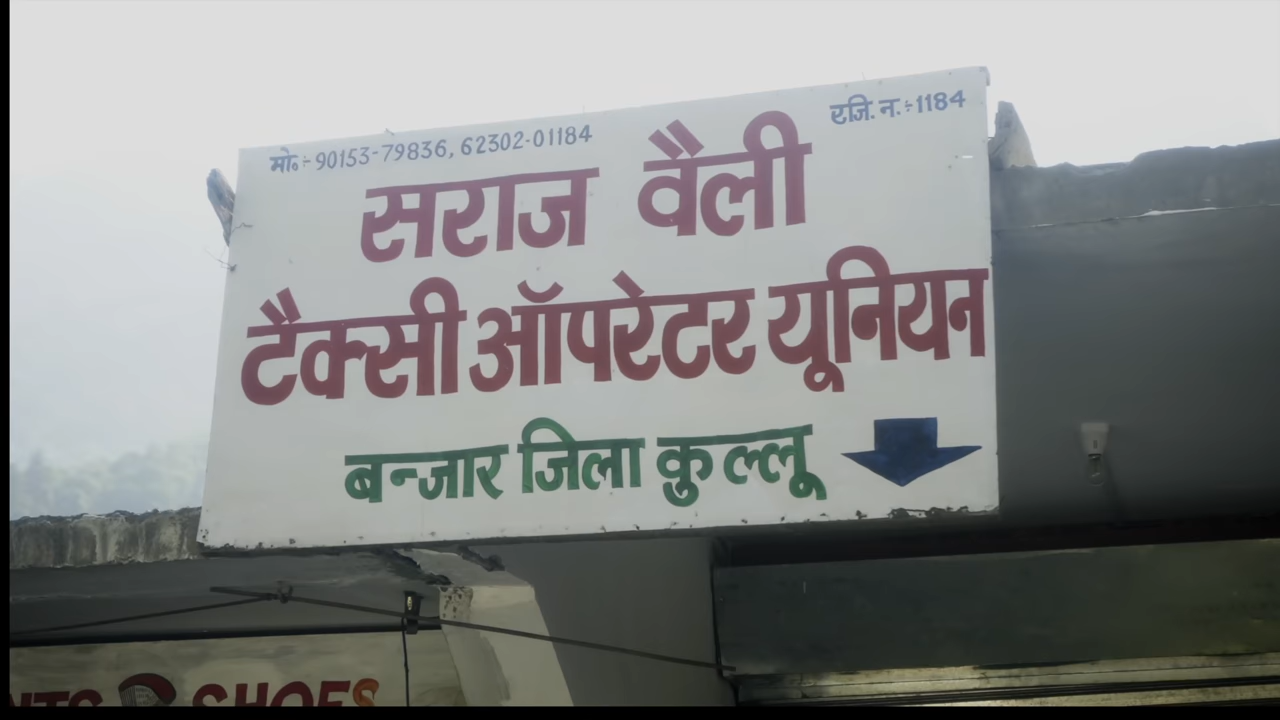 मो॰:- 90153-79836, 62302-01184
रजि. न.:-1184
सराज वैली
टैक्सी ऑपरेटर यूनियन
बन्जार जिला कुल्लू
SHOES